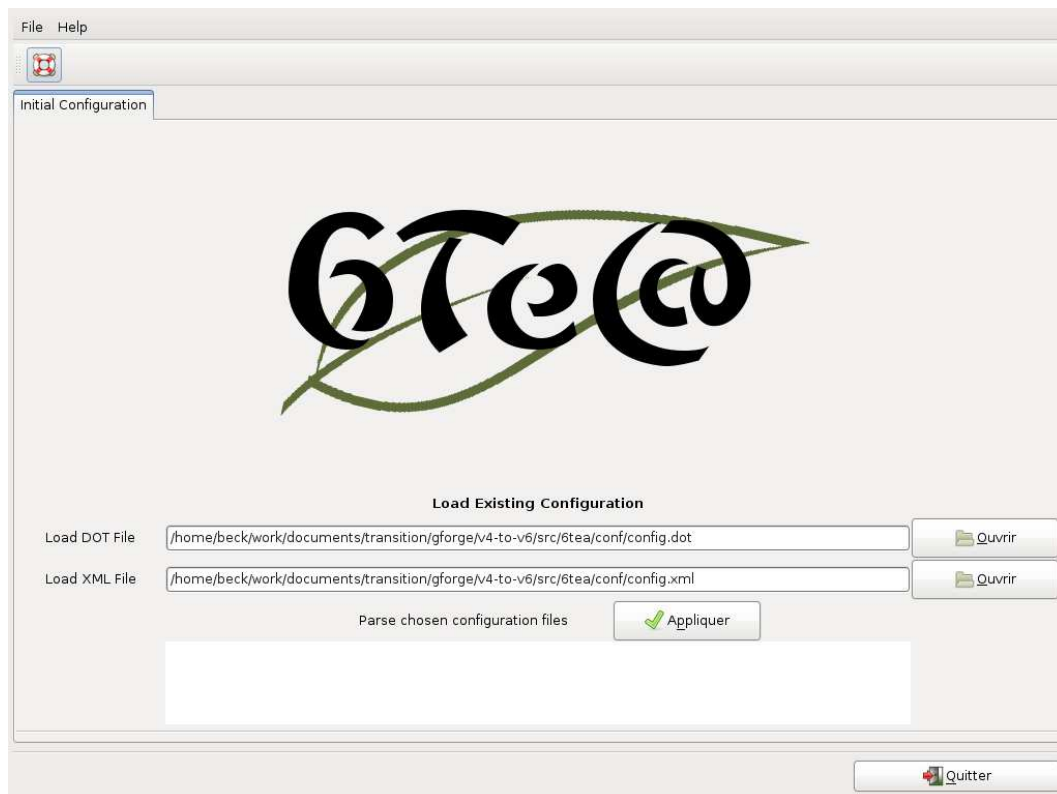 File Help
Initial Configuration
6Te@
Load Existing Configuration
Load DOT File /home/beck/work/documents/transition/gforge/v4-to-v6/src/6tea/conf/config.dot Ouvrir
Load XML File /home/beck/work/documents/transition/gforge/v4-to-v6/src/6tea/conf/config.xml Ouvrir
Parse chosen configuration files Appliquer
Quitter